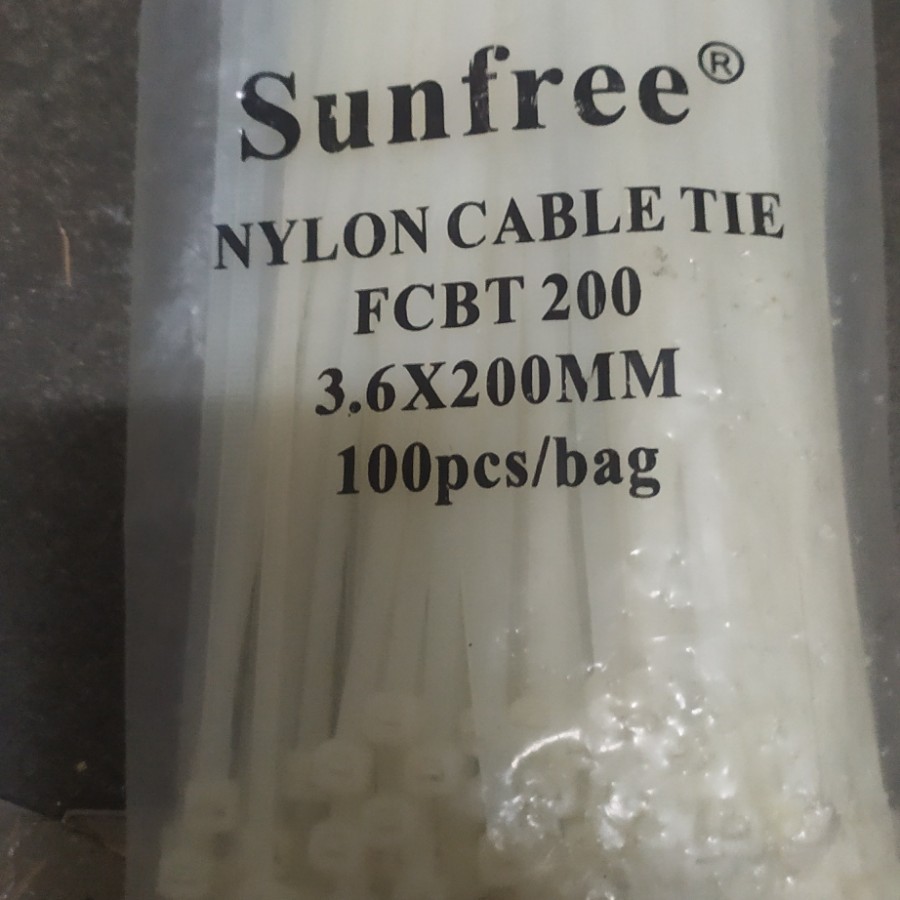 Sunfree®
NYLON CABLE TIE
FCBT 200
3.6X200MM
100pcs/bag